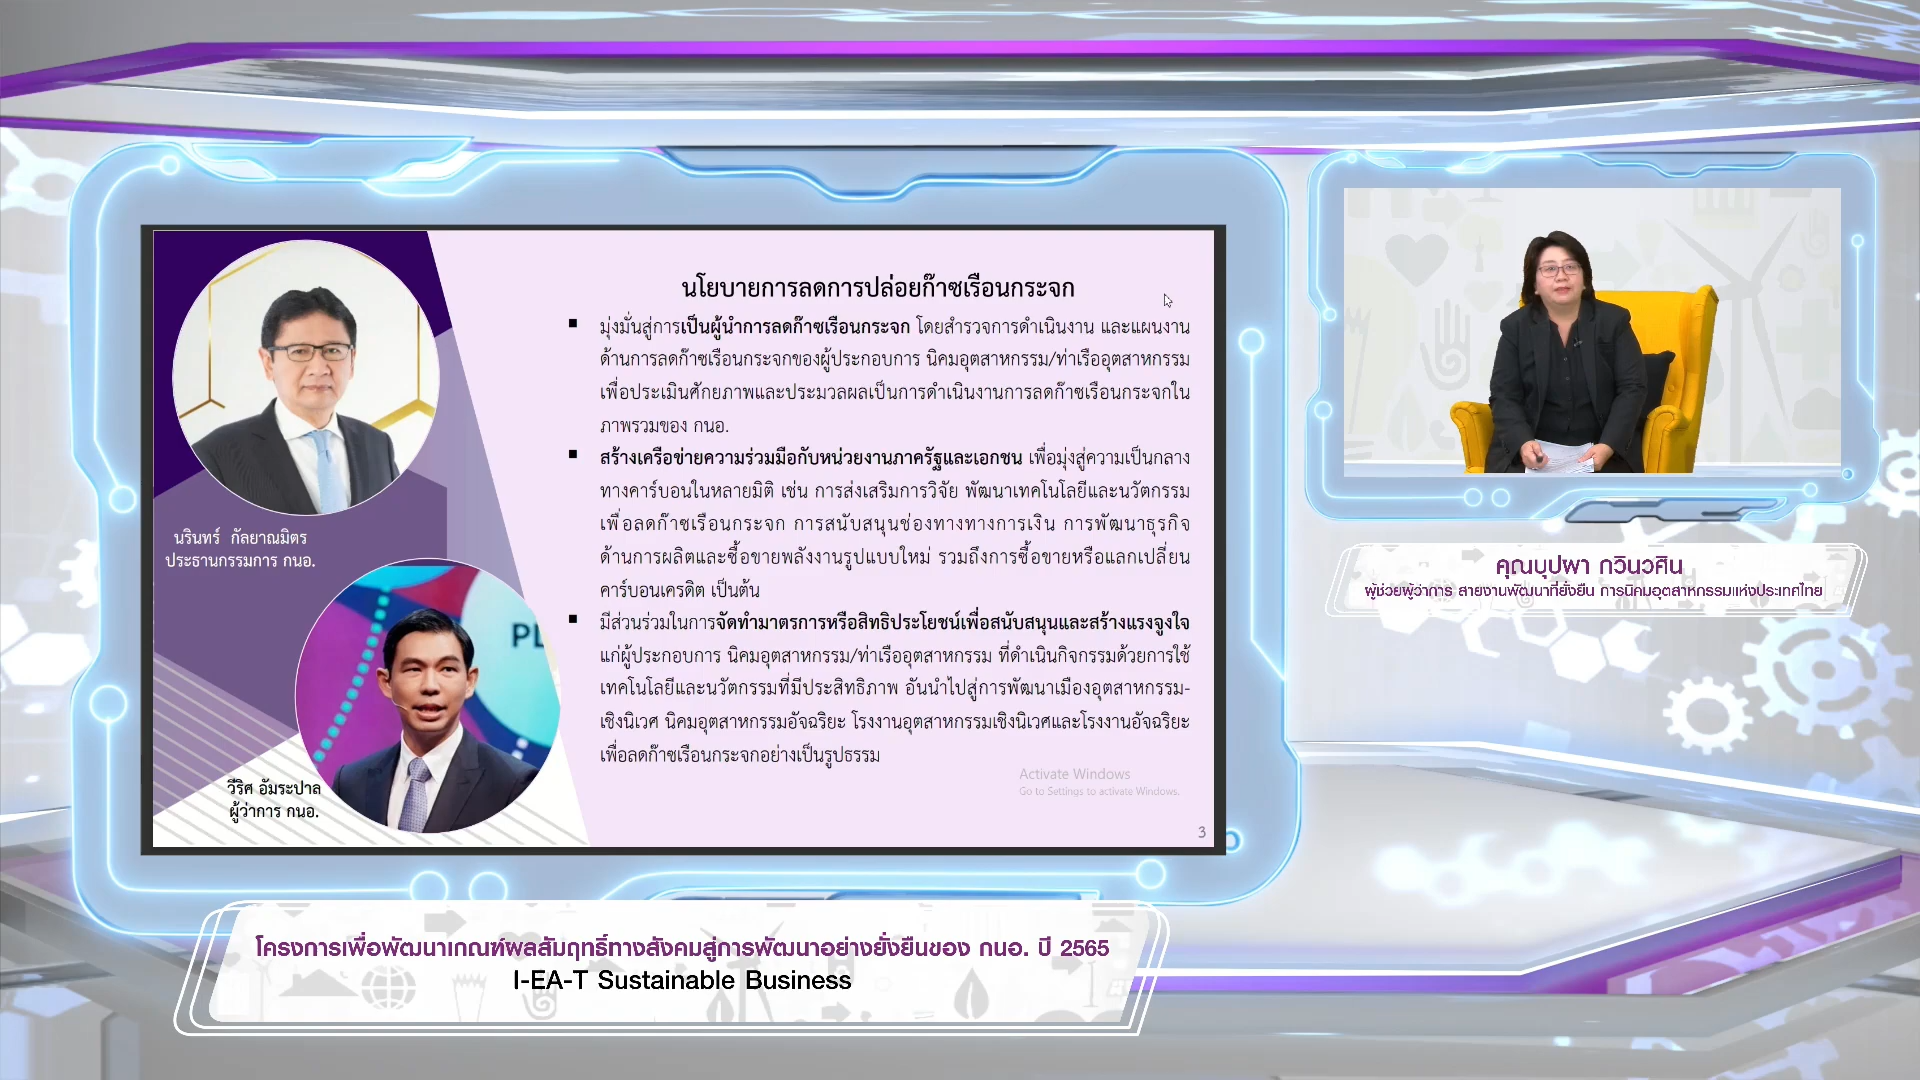 นโยบายการลดการปล่อยก๊าซเรือนกระจก
▪ มุ่งมั่นสู่การเป็นผู้นำการลดก๊าซเรือนกระจก โดยสำรวจการดำเนินงาน และแผนงาน
ด้านการลดก๊าซเรือนกระจกของผู้ประกอบการ นิคมอุตสาหกรรม/ท่าเรืออุตสาหกรรม
เพื่อประเมินศักยภาพและประมวลผลเป็นการดำเนินงานการลดก๊าซเรือนกระจกใน
ภาพรวมของ กนอ.
▪ สร้างเครือข่ายความร่วมมือกับหน่วยงานภาครัฐและเอกชน เพื่อมุ่งสู่ความเป็นกลาง
ทางคาร์บอนในหลายมิติ เช่น การส่งเสริมการวิจัย พัฒนาเทคโนโลยีและนวัตกรรม
เพื่อลดก๊าซเรือนกระจก การสนับสนุนช่องทางทางการเงิน การพัฒนาธุรกิจ
ด้านการผลิตและซื้อขายพลังงานรูปแบบใหม่ รวมถึงการซื้อขายหรือแลกเปลี่ยน
คาร์บอนเครดิต เป็นต้น
▪ มีส่วนร่วมในการจัดทำมาตรการหรือสิทธิประโยชน์เพื่อสนับสนุนและสร้างแรงจูงใจ
แก่ผู้ประกอบการ นิคมอุตสาหกรรม/ท่าเรืออุตสาหกรรม ที่ดำเนินกิจกรรมด้วยการใช้
เทคโนโลยีและนวัตกรรมที่มีประสิทธิภาพ อันนำไปสู่การพัฒนาเมืองอุตสาหกรรม-
เชิงนิเวศ นิคมอุตสาหกรรมอัจฉริยะ โรงงานอุตสาหกรรมเชิงนิเวศและโรงงานอัจฉริยะ
เพื่อลดก๊าซเรือนกระจกอย่างเป็นรูปธรรม
นรินทร์ กัลยาณมิตร
ประธานกรรมการ กนอ.
PL
วีริศ อัมระปาล
ผู้ว่าการ กนอ.
Activate Windows
Go to Settings to activate Windows.
3
คุณบุปผา กวินวศิน
ผู้ช่วยผู้ว่าการ สายงานพัฒนาที่ยั่งยืน การนิคมอุตสาหกรรมแห่งประเทศไทย
โครงการเพื่อพัฒนาเกณฑ์ผลสัมฤทธิ์ทางสังคมสู่การพัฒนาอย่างยั่งยืนของ กนอ. ปี 2565
I-EA-T Sustainable Business